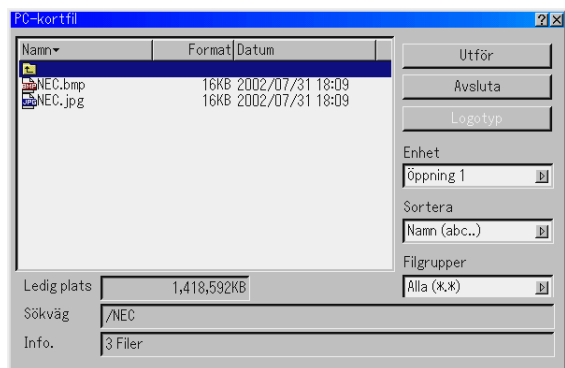 PC-kortfil
Namn Format Datum
NEC.bmp 16KB 2002/07/31 18:09
NEC.jpg 16KB 2002/07/31 18:09
Utför
Avsluta
Logotyp
Enhet
Öppning 1
Sortera
Namn (abc..)
Filgrupper
Alla (*.*)
Ledig plats 1,418,592KB
Sökväg /NEC
Info. 3 Filer